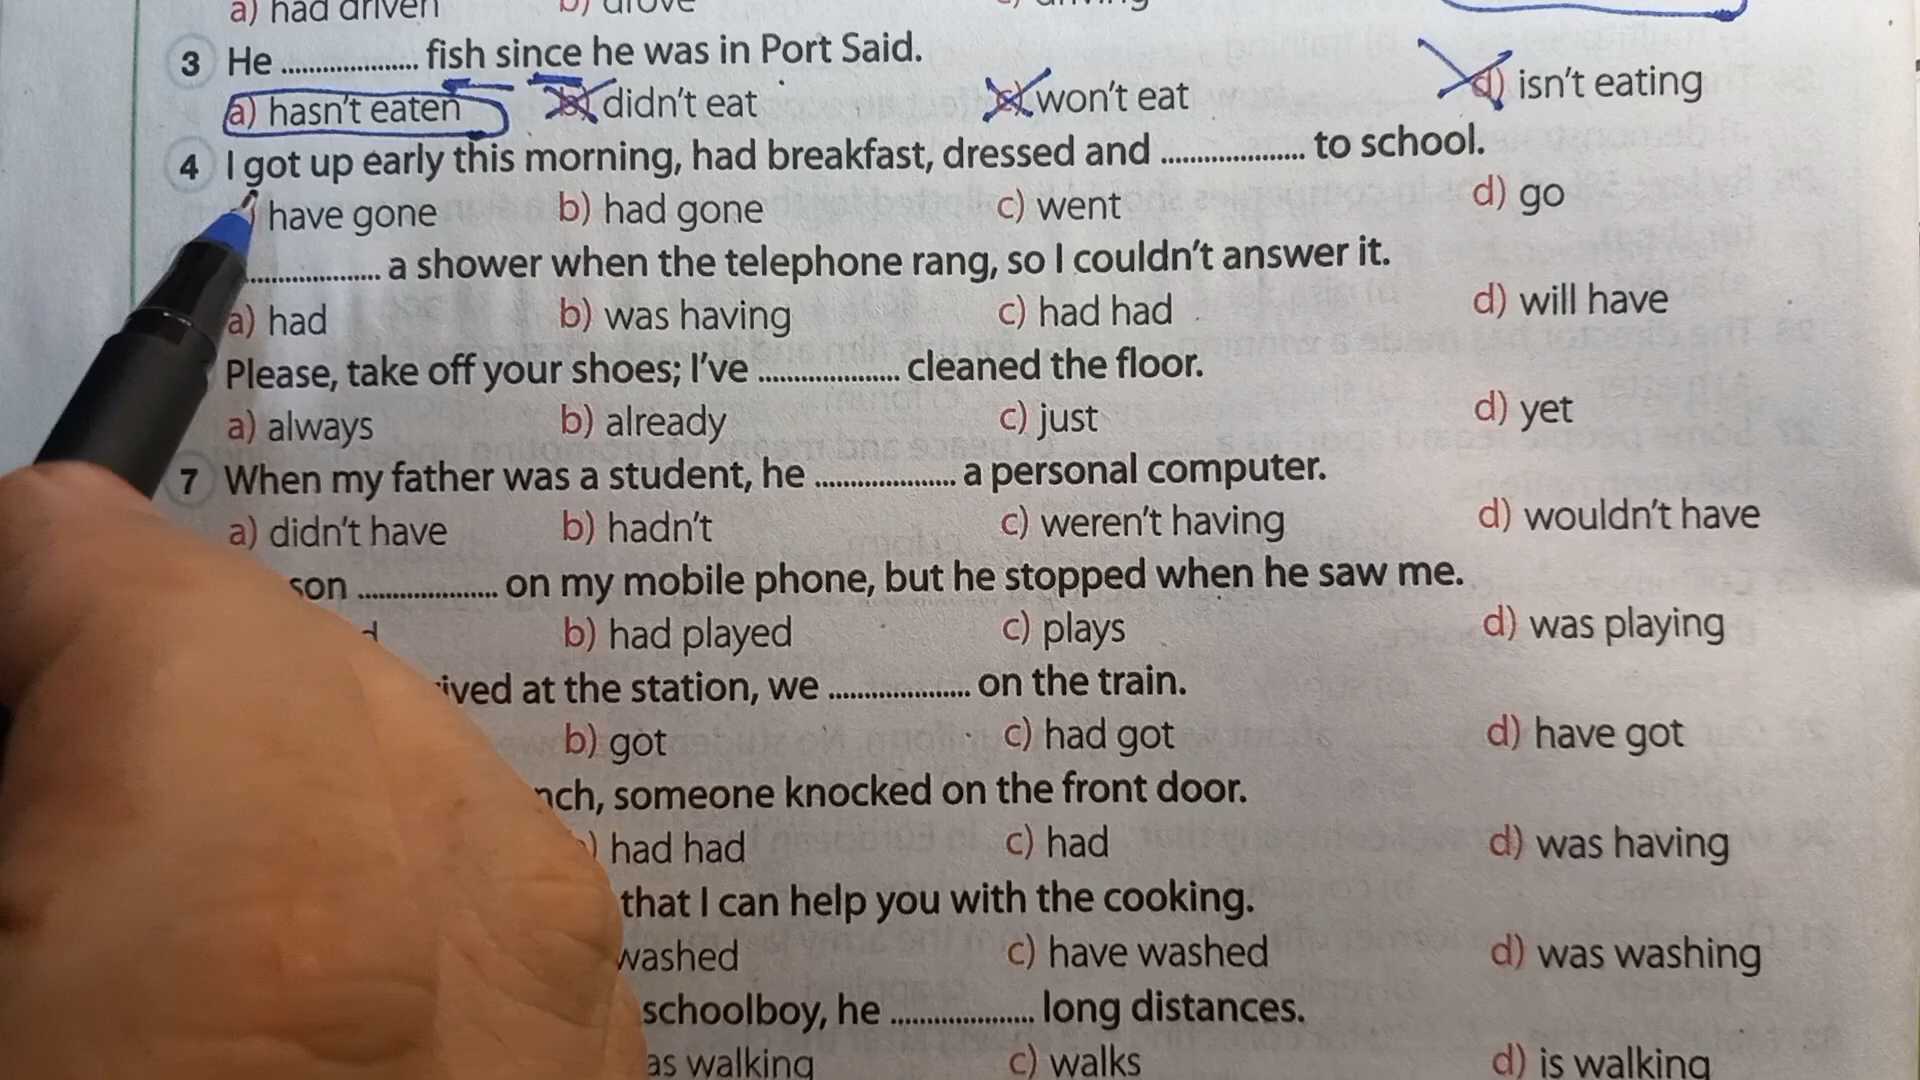 a) had driven b) drove c) driving
3 He .................... fish since he was in Port Said.
a) hasn't eaten b) didn't eat c) won't eat d) isn't eating
4 I got up early this morning, had breakfast, dressed and .................... to school.
have gone b) had gone c) went d) go
.................... a shower when the telephone rang, so I couldn't answer it.
a) had b) was having c) had had d) will have
Please, take off your shoes; I've .................... cleaned the floor.
a) always b) already c) just d) yet
7 When my father was a student, he .................... a personal computer.
a) didn't have b) hadn't c) weren't having d) wouldn't have
son .................... on my mobile phone, but he stopped when he saw me.
b) had played c) plays d) was playing
at the station, we .................... on the train.
b) got c) had got d) have got
someone knocked on the front door.
had had c) had d) was having
that I can help you with the cooking.
washed c) have washed d) was washing
schoolboy, he .................... long distances.
walking c) walks d) is walking